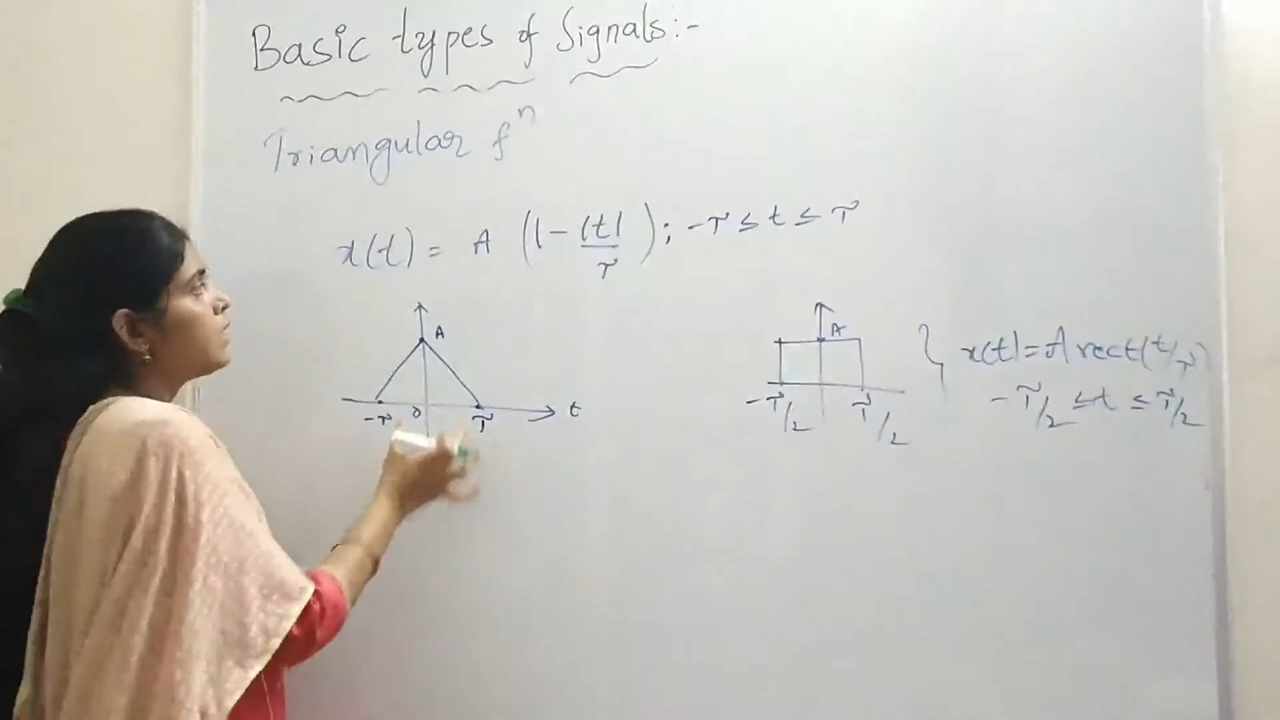 Basic types of Signals:-
Triangular fⁿ
x(t) = A (1 - |t|/τ); -τ ≤ t ≤ τ
A
-τ 0 τ t
A
-τ/2 τ/2
} x(t) = A rect(t/τ)
-τ/2 ≤ t ≤ τ/2